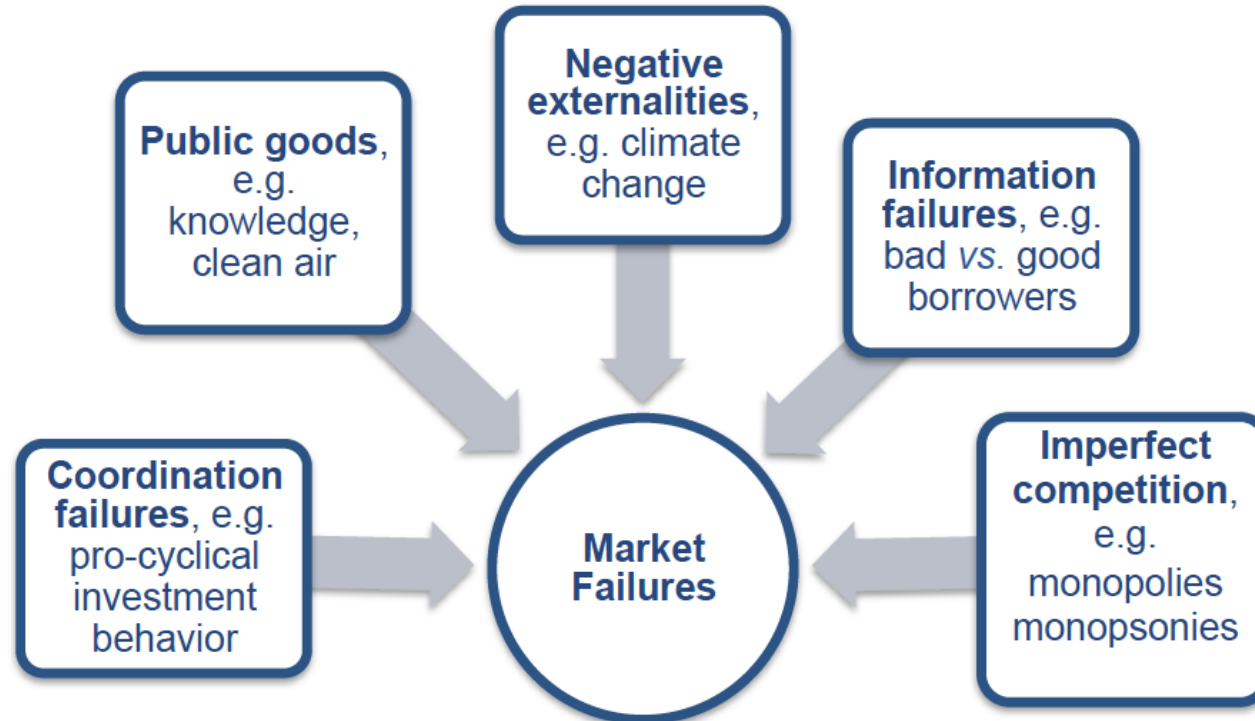 Negative
externalities,
e.g. climate
change
Public goods,
e.g.
knowledge,
clean air
Information
failures, e.g.
bad vs. good
borrowers
Coordination
failures, e.g.
pro-cyclical
investment
behavior
Market
Failures
Imperfect
competition,
e.g.
monopolies
monopsonies